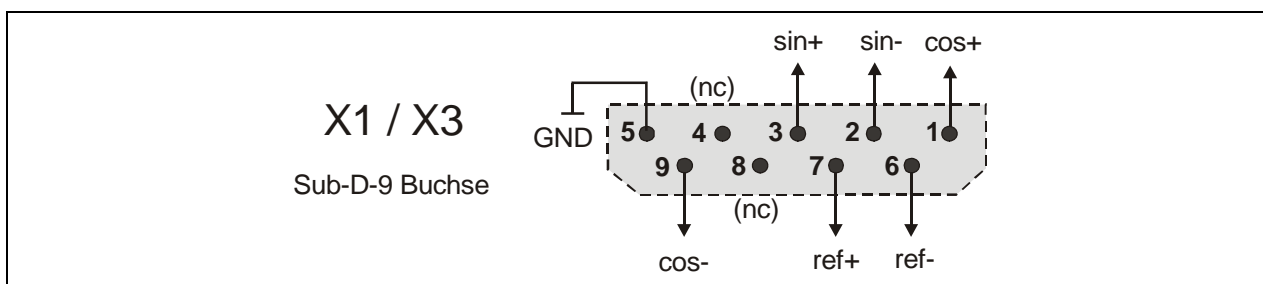 sin+ sin- cos+
(nc)
X1 / X3
GND
5 4 3 2 1
9 8 7 6
Sub-D-9 Buchse
(nc)
cos- ref+ ref-